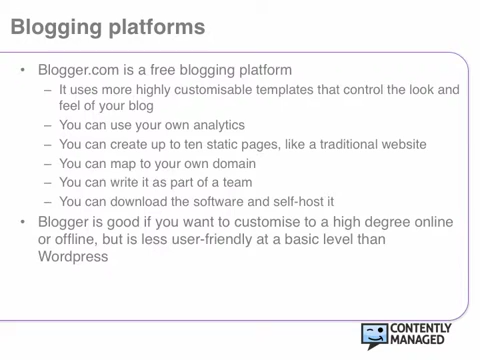 Blogging platforms
• Blogger.com is a free blogging platform
– It uses more highly customisable templates that control the look and
feel of your blog
– You can use your own analytics
– You can create up to ten static pages, like a traditional website
– You can map to your own domain
– You can write it as part of a team
– You can download the software and self-host it
• Blogger is good if you want to customise to a high degree online
or offline, but is less user-friendly at a basic level than
Wordpress
CONTENTLY
MANAGED